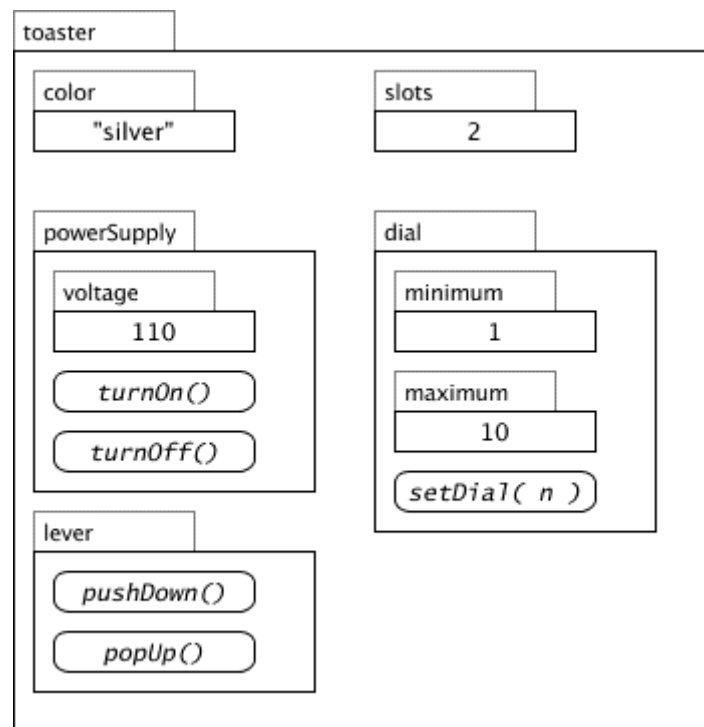 toaster
color
"silver"
slots
2
powerSupply
voltage
110
turnOn()
turnOff()
dial
minimum
1
maximum
10
setDial( n )
lever
pushDown()
popUp()